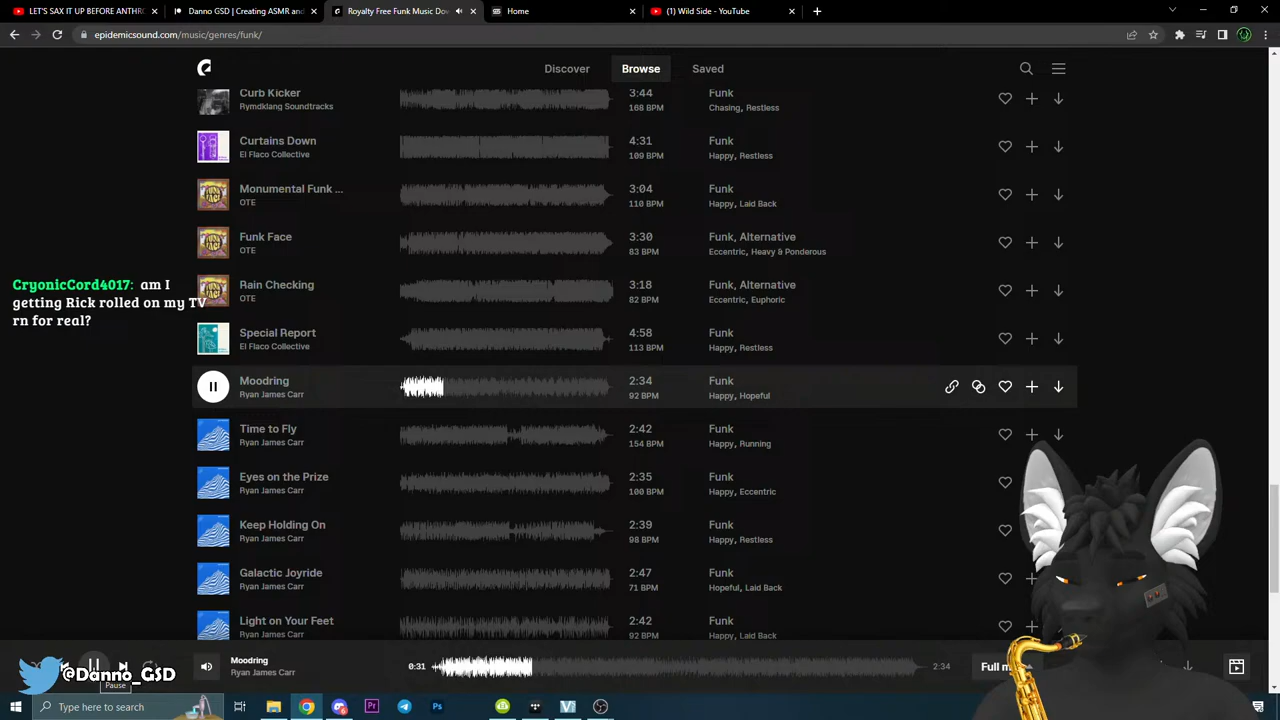 LET'S SAX IT UP BEFORE ANTHR
Danno GSD | Creating ASMR and
Royalty Free Funk Music Dow
Home
(1) Wild Side - YouTube
epidemicsound.com/music/genres/funk/
Discover
Browse
Saved
Curb Kicker
Rymdklang Soundtracks
3:44
168 BPM
Funk
Chasing, Restless
Curtains Down
El Flaco Collective
4:31
109 BPM
Funk
Happy, Restless
Monumental Funk ...
OTE
3:04
110 BPM
Funk
Happy, Laid Back
Funk Face
OTE
3:30
83 BPM
Funk, Alternative
Eccentric, Heavy & Ponderous
CryonicCord4017: am I
getting Rick rolled on my TV
rn for real?
Rain Checking
OTE
3:18
82 BPM
Funk, Alternative
Eccentric, Euphoric
Special Report
El Flaco Collective
4:58
113 BPM
Funk
Happy, Restless
Moodring
Ryan James Carr
2:34
92 BPM
Funk
Happy, Hopeful
Time to Fly
Ryan James Carr
2:42
154 BPM
Funk
Happy, Running
Eyes on the Prize
Ryan James Carr
2:35
100 BPM
Funk
Happy, Eccentric
Keep Holding On
Ryan James Carr
2:39
98 BPM
Funk
Happy, Restless
Galactic Joyride
Ryan James Carr
2:47
71 BPM
Funk
Hopeful, Laid Back
Light on Your Feet
Ryan James Carr
2:42
92 BPM
Funk
Happy, Laid Back
@Danno_GSD
Pause
Moodring
Ryan James Carr
0:31
2:34
Full
Type here to search